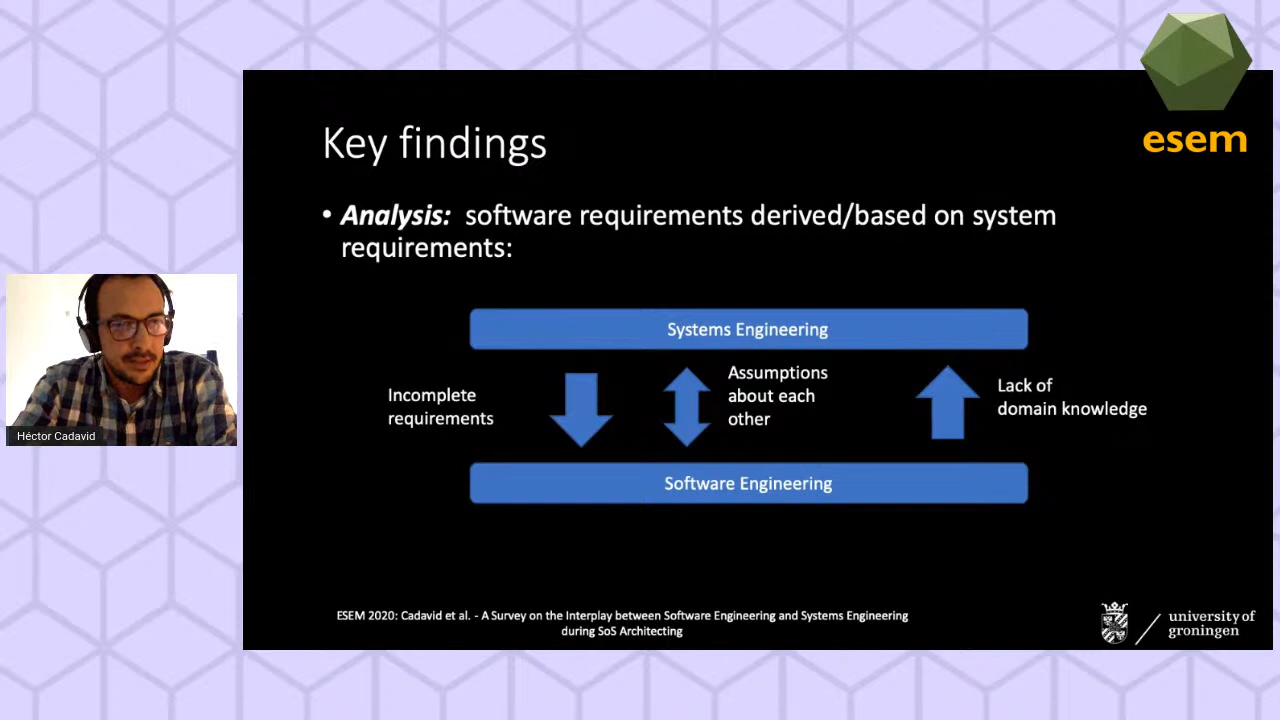 esem
Key findings
• Analysis: software requirements derived/based on system
requirements:
Systems Engineering
Incomplete
requirements
Assumptions
about each
other
Lack of
domain knowledge
Software Engineering
Héctor Cadavid
ESEM 2020: Cadavid et al. - A Survey on the Interplay between Software Engineering and Systems Engineering
during SoS Architecting
university of
groningen